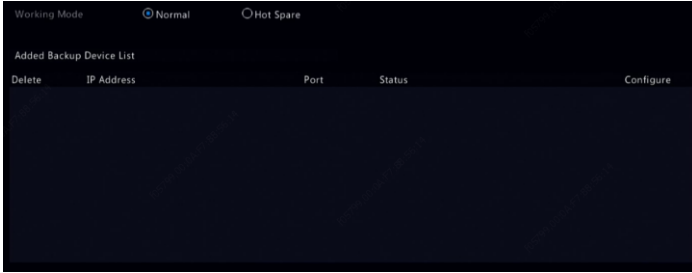 Working Mode Normal Hot Spare
Added Backup Device List
Delete IP Address Port Status Configure